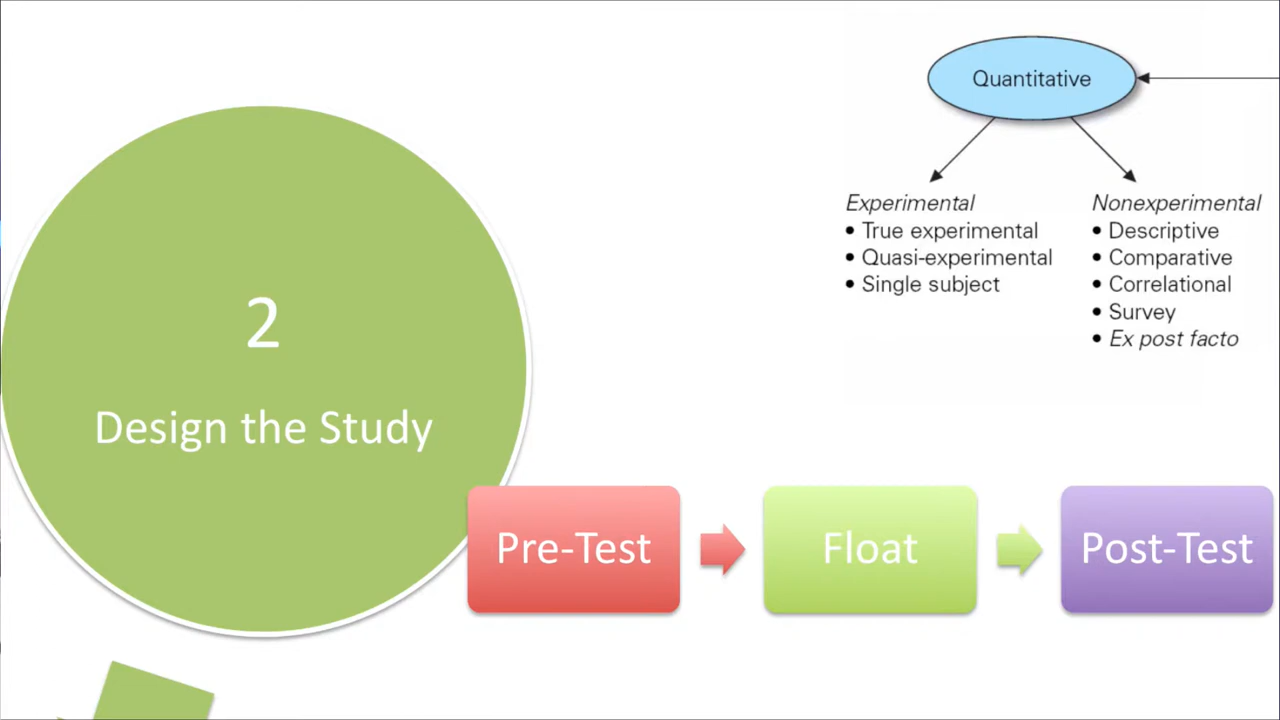 Quantitative
Experimental
• True experimental
• Quasi-experimental
• Single subject
Nonexperimental
• Descriptive
• Comparative
• Correlational
• Survey
• Ex post facto
2
Design the Study
Pre-Test
Float
Post-Test